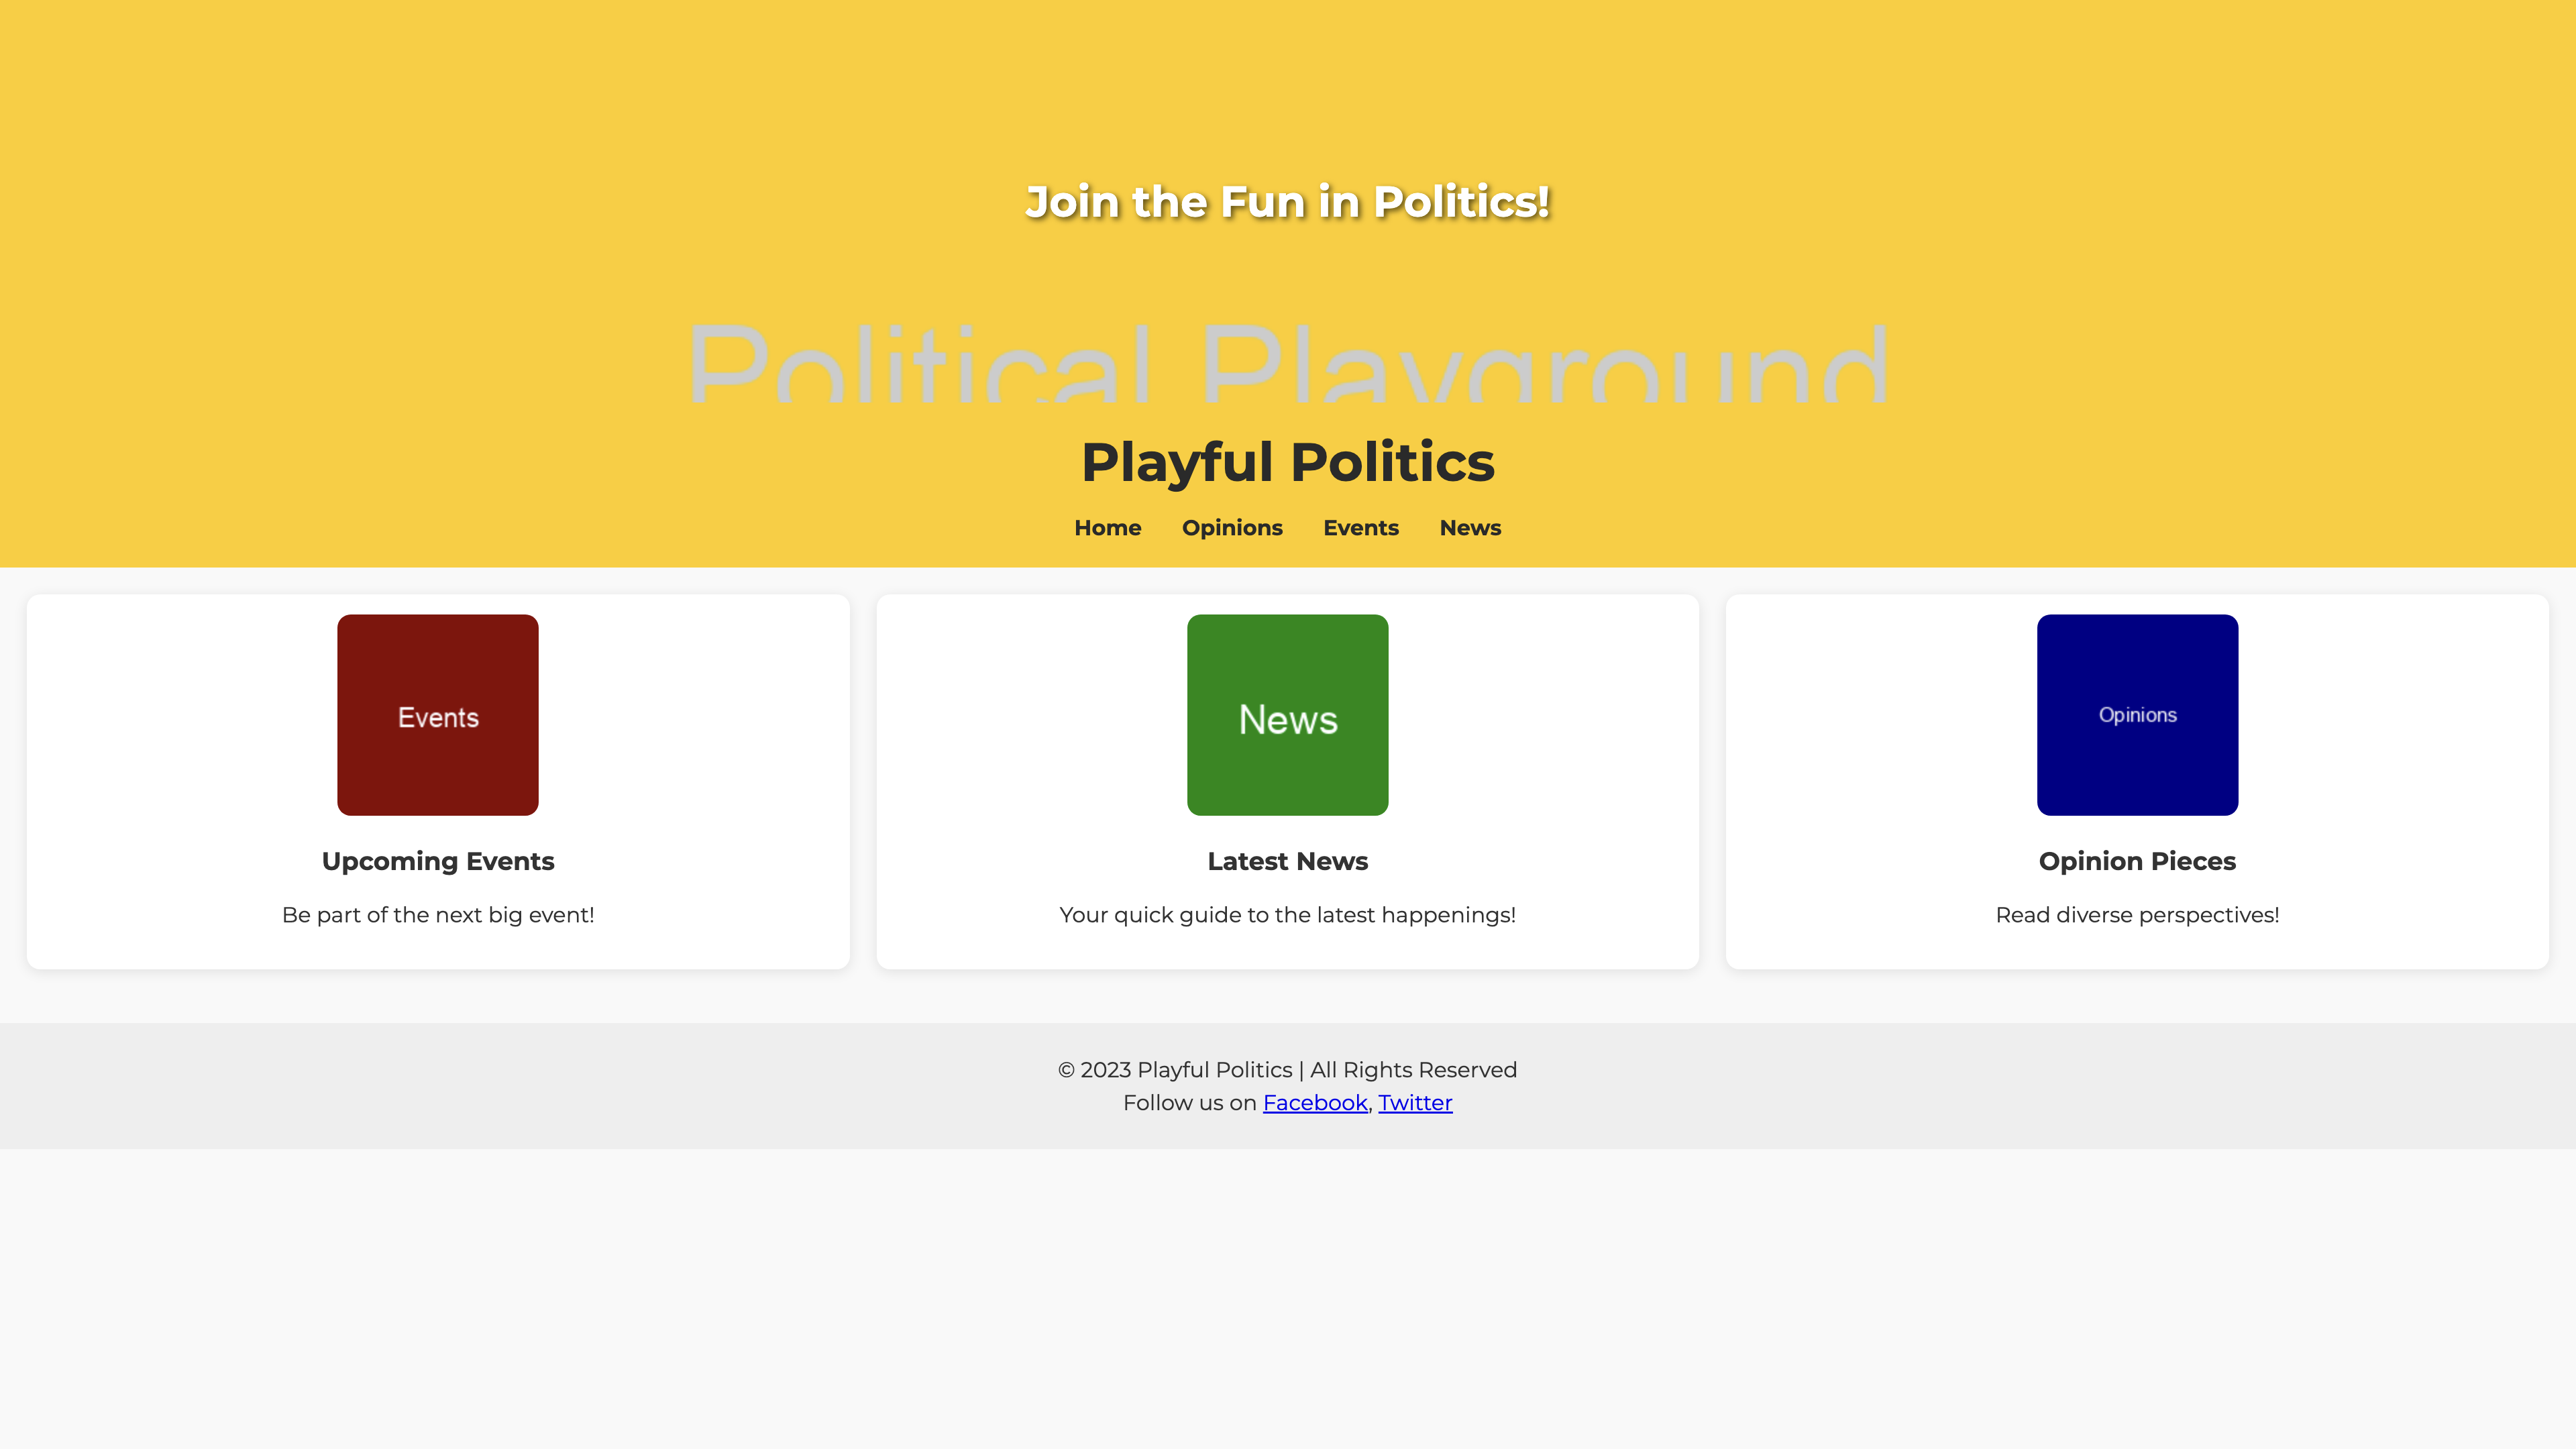 Join the Fun in Politics!
Political Playground
Playful Politics
Home Opinions Events News
Events
Upcoming Events
Be part of the next big event!
News
Latest News
Your quick guide to the latest happenings!
Opinions
Opinion Pieces
Read diverse perspectives!
© 2023 Playful Politics | All Rights Reserved
Follow us on Facebook, Twitter